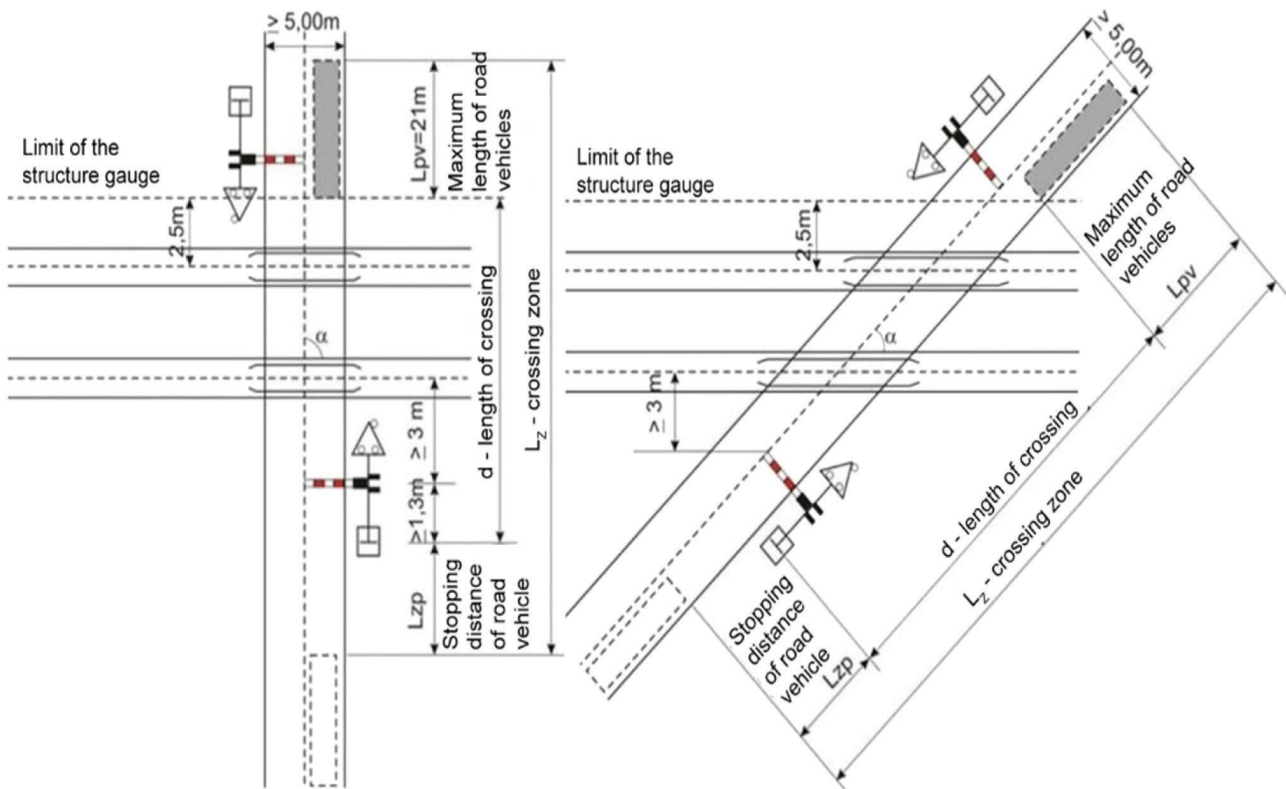 ≥ 5,00m
Limit of the
structure gauge
2,5m
Lpv=21m
Maximum
length of road
vehicles
α
≥ 3 m
≥1,3m
d - length of crossing
Lzp
Stopping
distance
of road
vehicle
LZ - crossing zone
≥ 5,00m
Limit of the
structure gauge
2,5m
Maximum
length of road
vehicles
Lpv
α
≥ 3 m
d - length of crossing
LZ - crossing zone
Stopping
distance
of road
vehicle
Lzp